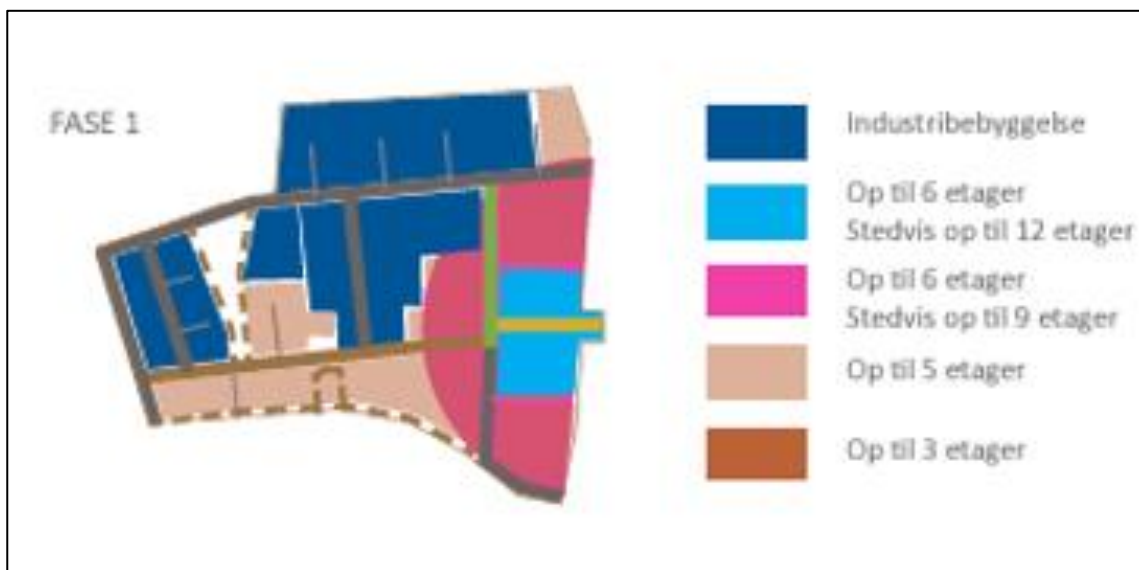 FASE 1
Industribebyggelse
Op til 6 etager
Stedvis op til 12 etager
Op til 6 etager
Stedvis op til 9 etager
Op til 5 etager
Op til 3 etager